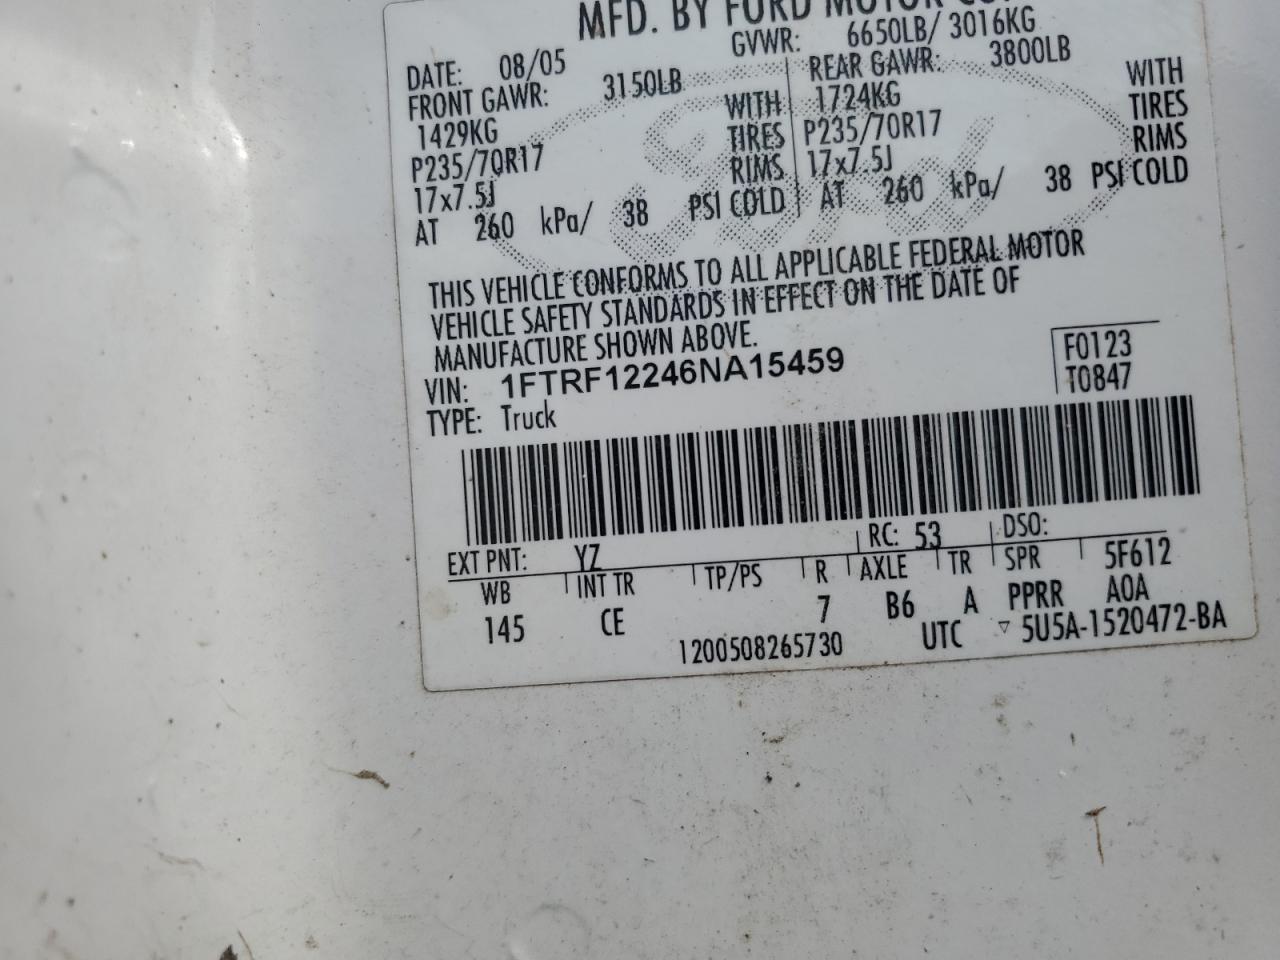 MFD. BY FORD MOTOR CO.
DATE: 08/05 GVWR: 6650LB/ 3016KG
FRONT GAWR: 3150LB REAR GAWR: 3800LB
1429KG WITH 1724KG WITH
P235/70R17 TIRES P235/70R17 TIRES
17x7.5J RIMS 17x7.5J RIMS
AT 260 kPa/ 38 PSI COLD AT 260 kPa/ 38 PSI COLD
THIS VEHICLE CONFORMS TO ALL APPLICABLE FEDERAL MOTOR
VEHICLE SAFETY STANDARDS IN EFFECT ON THE DATE OF
MANUFACTURE SHOWN ABOVE.
VIN: 1FTRF12246NA15459 F0123
TYPE: Truck T0847
EXT PNT: YZ RC: 53 DSO:
WB INT TR TP/PS R AXLE TR SPR 5F612
145 CE 7 B6 A PPRR A0A
1200508265730 UTC ▽ 5U5A-1520472-BA